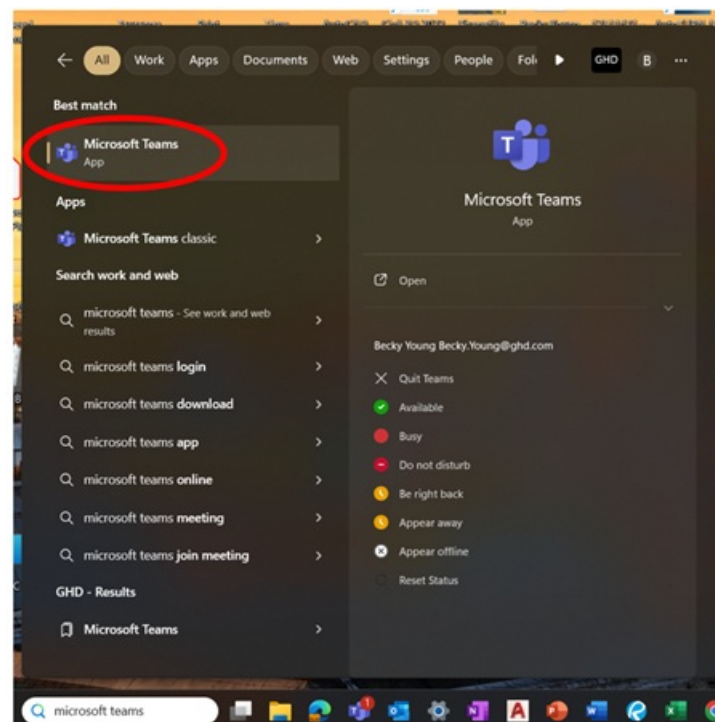 All Work Apps Documents Web Settings People GHD B
Best match
Microsoft Teams
App
Apps
Microsoft Teams classic
Search work and web
microsoft teams - See work and web
results
microsoft teams login
microsoft teams download
microsoft teams app
microsoft teams online
microsoft teams meeting
microsoft teams join meeting
GHD - Results
Microsoft Teams
Microsoft Teams
App
Open
Becky Young Becky.Young@ghd.com
Quit Teams
Available
Busy
Do not disturb
Be right back
Appear away
Appear offline
Reset Status
microsoft teams